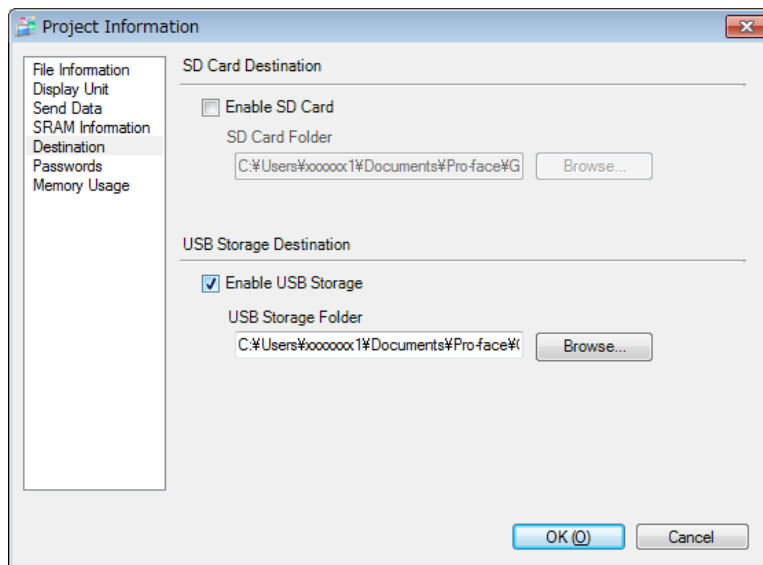 Project Information
File Information
Display Unit
Send Data
SRAM Information
Destination
Passwords
Memory Usage
SD Card Destination
Enable SD Card
SD Card Folder
C:¥Users¥xxxxxx1¥Documents¥Pro-face¥G
Browse...
USB Storage Destination
Enable USB Storage
USB Storage Folder
C:¥Users¥xxxxxxx1¥Documents¥Pro-face¥(
Browse...
OK (O)
Cancel